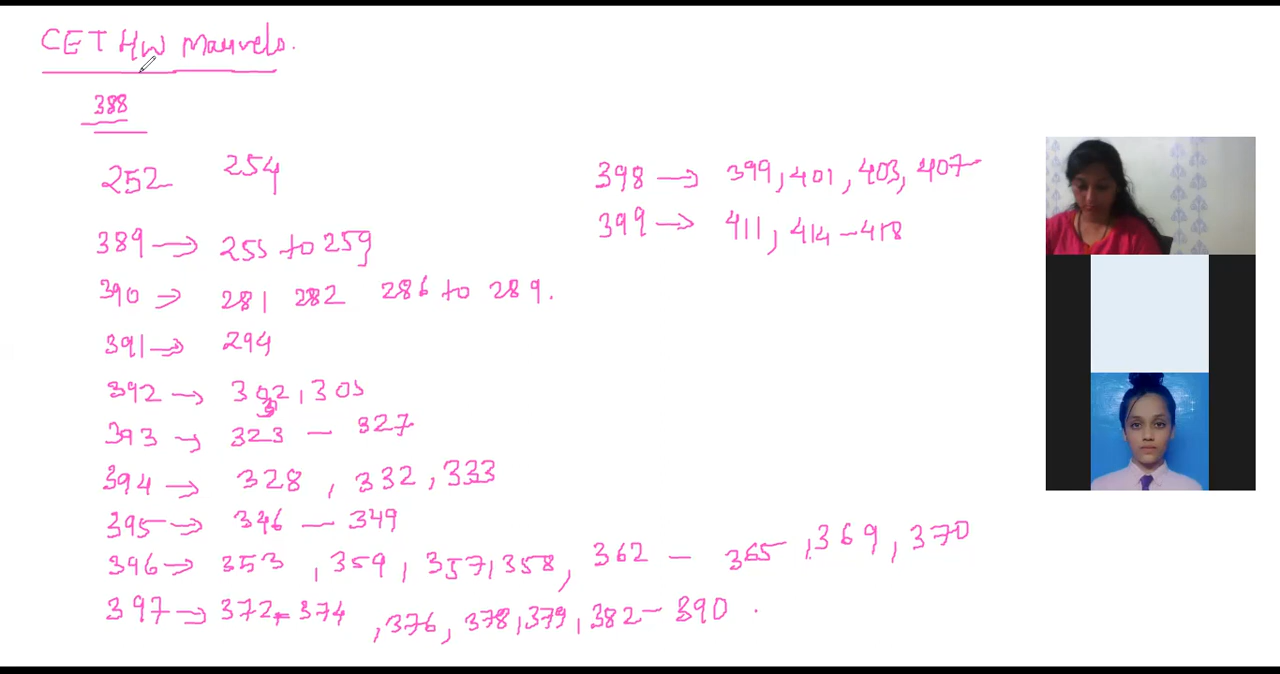 CET HW Marvels.
388
252 254
389 → 255 to 259
390 → 281 282 286 to 289.
391 → 294
392 → 302, 305
393 → 323 - 327
394 → 328, 332, 333
395 → 346 - 349
396 → 353, 359, 357, 358, 362 - 365, 369, 370
397 → 372 - 374, 376, 378, 379, 382 - 390.
398 → 399, 401, 403, 407
399 → 411, 414 - 418